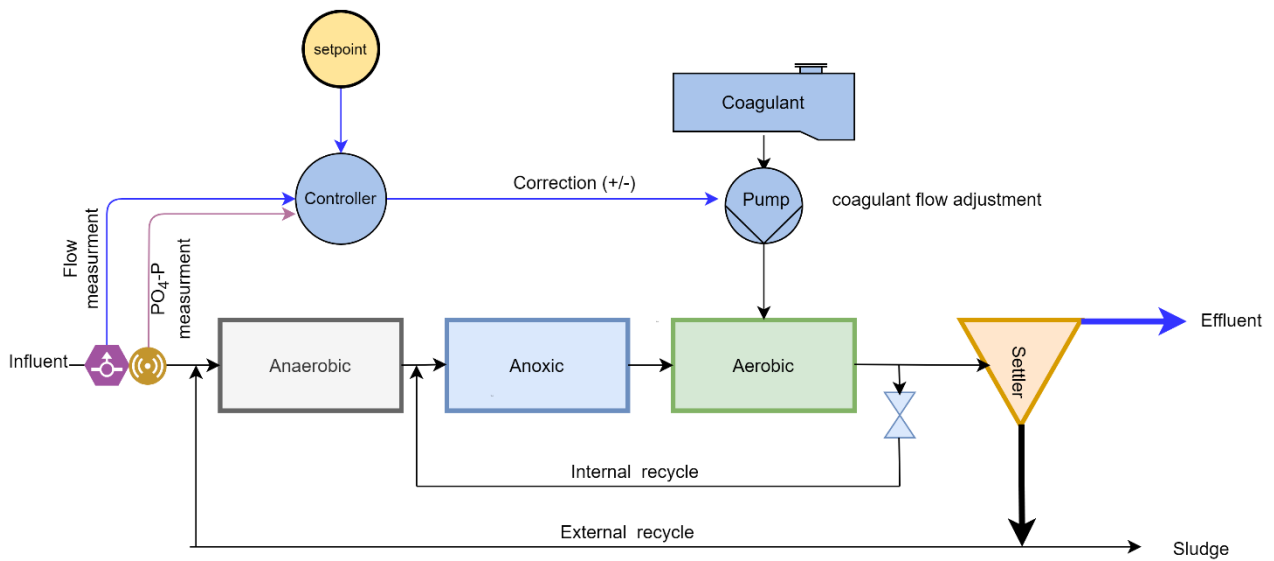 setpoint
Coagulant
Controller
Correction (+/-)
Pump
coagulant flow adjustment
Flow
measurment
PO4-P
measurment
Influent
Anaerobic
Anoxic
Aerobic
Settler
Effluent
Internal recycle
External recycle
Sludge